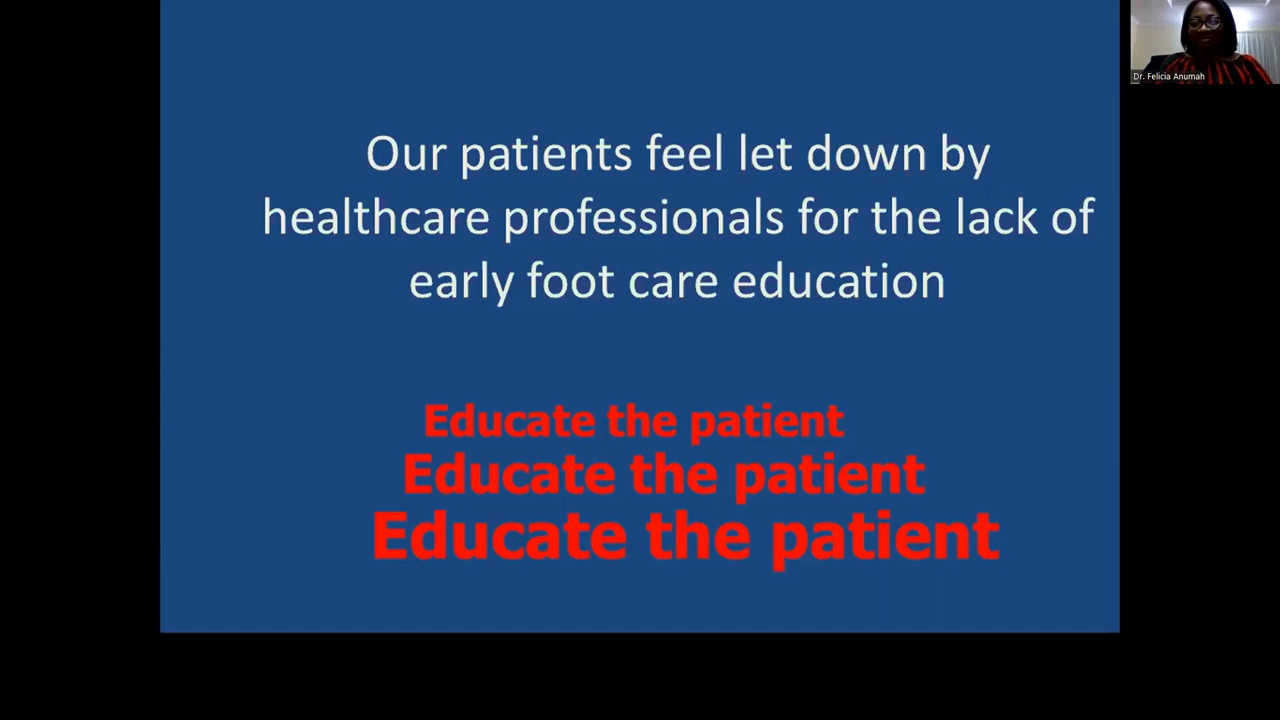 Dr. Felicia Anumah
Our patients feel let down by
healthcare professionals for the lack of
early foot care education
Educate the patient
Educate the patient
Educate the patient